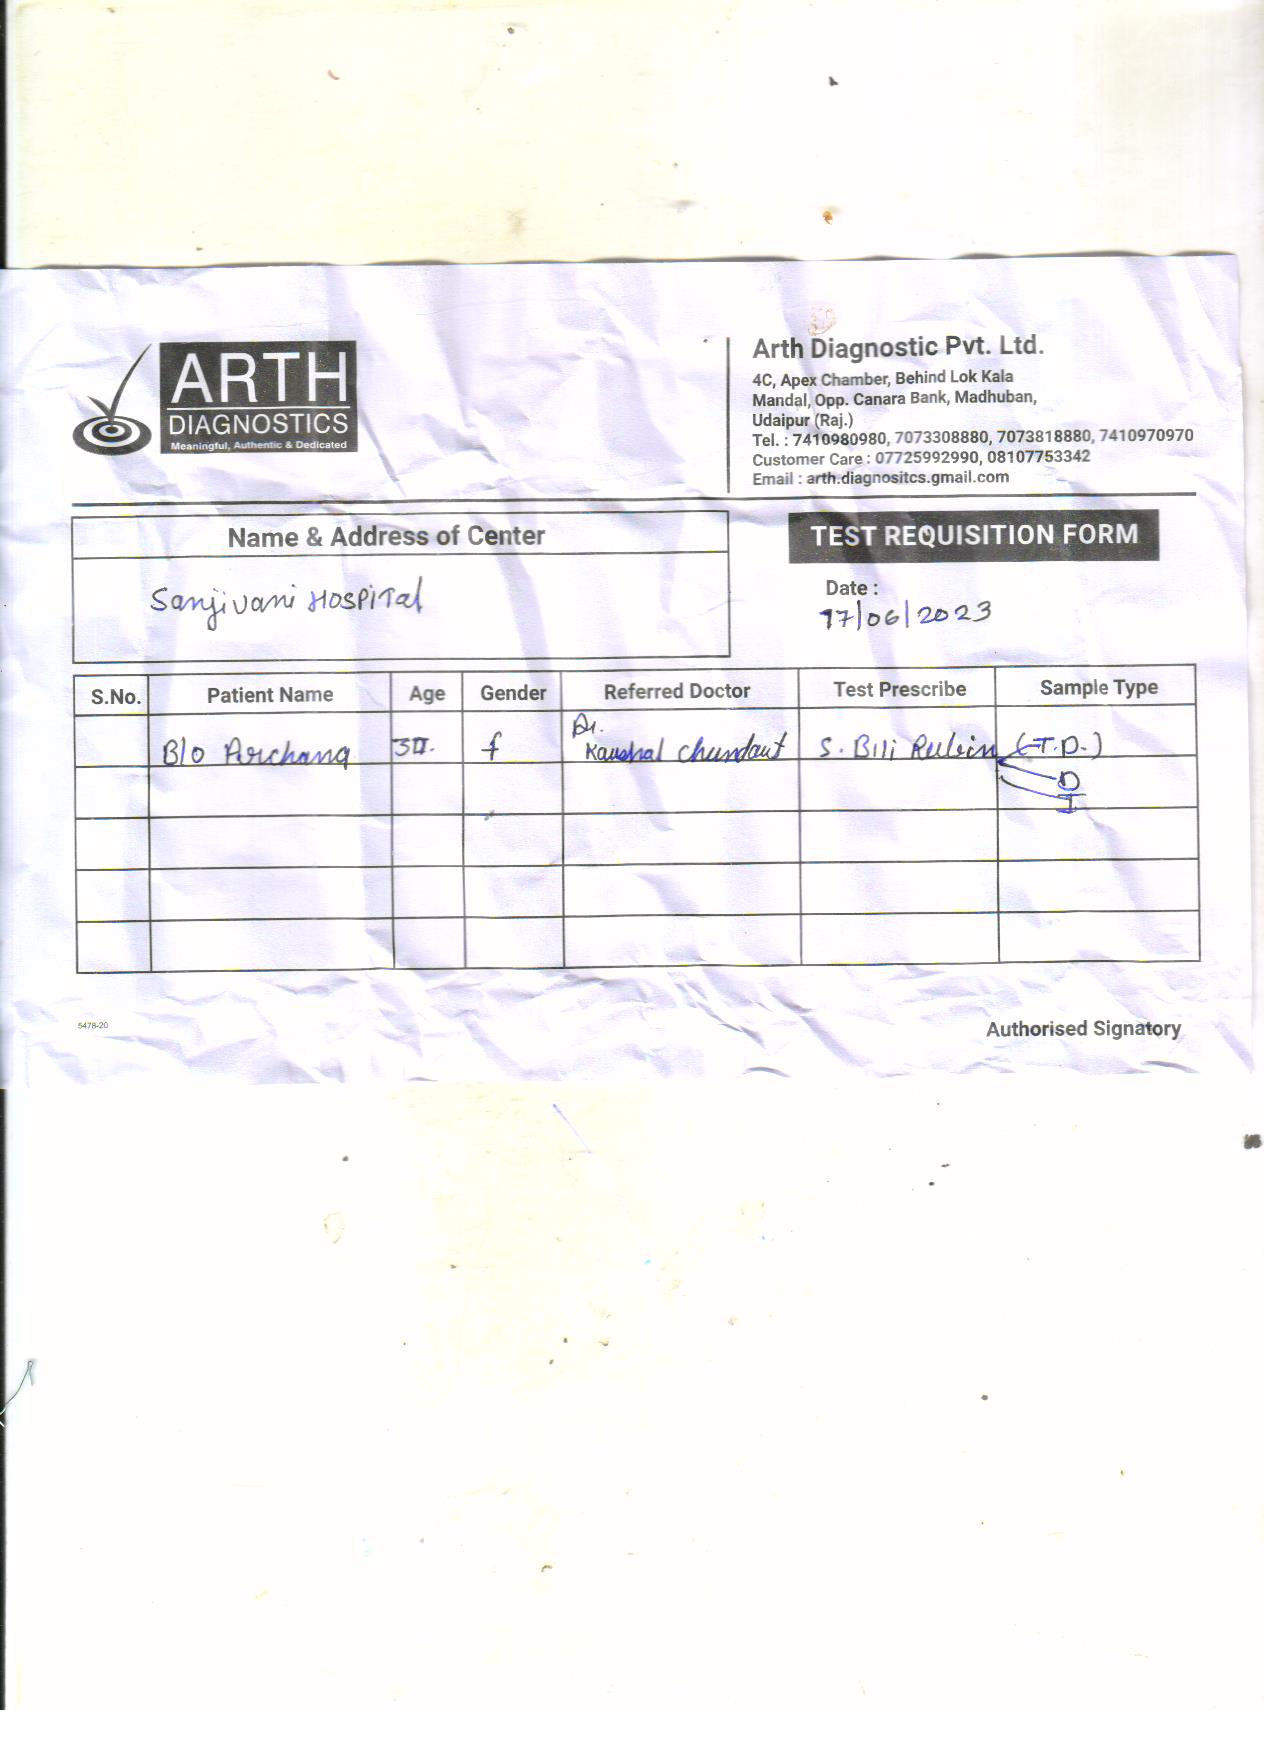 ARTH
DIAGNOSTICS
Meaningful, Authentic & Dedicated
Arth Diagnostic Pvt. Ltd.
4C, Apex Chamber, Behind Lok Kala
Mandal, Opp. Canara Bank, Madhuban,
Udaipur (Raj.)
Tel. : 7410980980, 7073308880, 7073818880, 7410970970
Customer Care : 07725992990, 08107753342
Email : arth.diagnositcs.gmail.com
Name & Address of Center
Sanjivani Hospital
TEST REQUISITION FORM
Date :
17/06/2023
S.No. Patient Name Age Gender Referred Doctor Test Prescribe Sample Type
Dr.
B/o f Kaushal S. Bili Rubin (T.D.)
D
I
5478-20
Authorised Signatory